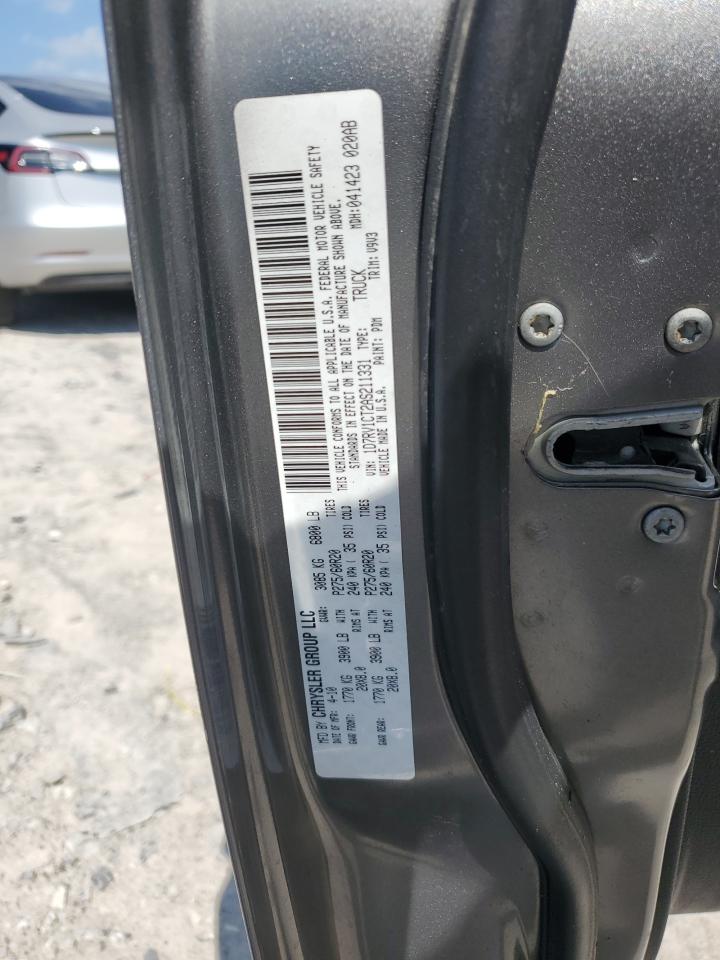 MFD BY CHRYSLER GROUP LLC
DATE OF MFR: 4-10 GVWR: 3085 KG 6800 LB
GAWR FRONT: 1770 KG 3900 LB WITH P275/60R20 TIRES
20X8.0 RIMS AT 240 KPA ( 35 PSI) COLD
GAWR REAR: 1770 KG 3900 LB WITH P275/60R20 TIRES
20X8.0 RIMS AT 240 KPA ( 35 PSI) COLD
THIS VEHICLE CONFORMS TO ALL APPLICABLE U.S.A. FEDERAL MOTOR VEHICLE SAFETY
STANDARDS IN EFFECT ON THE DATE OF MANUFACTURE SHOWN ABOVE.
VIN: 1D7RV1CT2AS211331 TYPE: TRUCK MDH:041423 020AB
VEHICLE MADE IN U.S.A. PAINT: PDM TRIM: V9V3